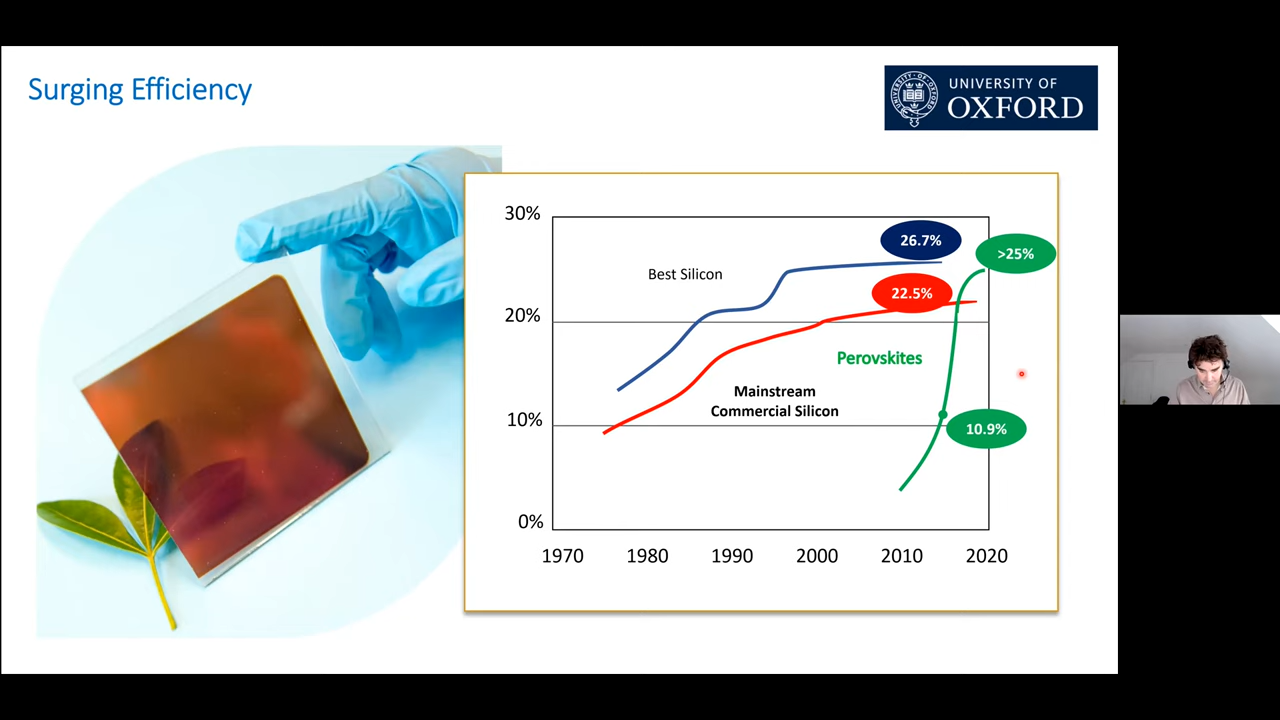 Surging Efficiency
UNIVERSITY OF
OXFORD
30%
20%
10%
0%
26.7%
>25%
Best Silicon
22.5%
Perovskites
Mainstream
Commercial Silicon
10.9%
1970 1980 1990 2000 2010 2020